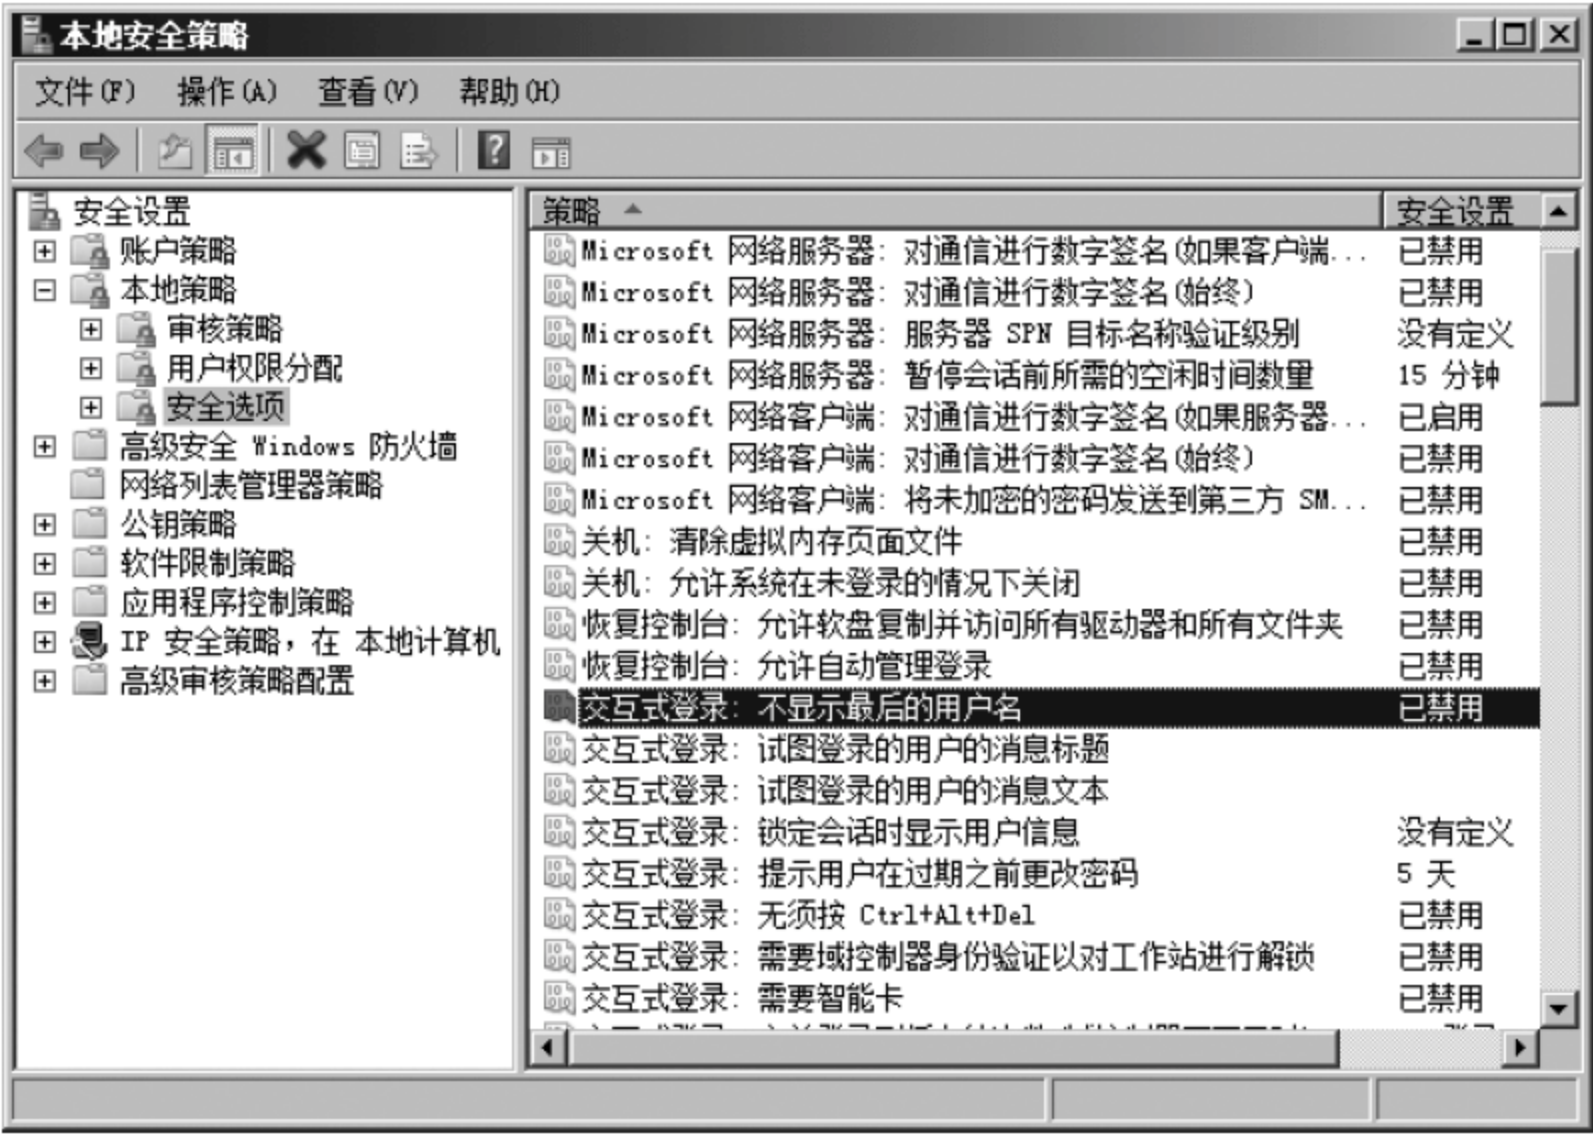 本地安全策略
文件(F) 操作(A) 查看(V) 帮助(H)
安全设置
账户策略
本地策略
审核策略
用户权限分配
安全选项
高级安全 Windows 防火墙
网络列表管理器策略
公钥策略
软件限制策略
应用程序控制策略
IP 安全策略，在 本地计算机
高级审核策略配置
策略 安全设置
Microsoft 网络服务器: 对通信进行数字签名(如果客户端... 已禁用
Microsoft 网络服务器: 对通信进行数字签名(始终) 已禁用
Microsoft 网络服务器: 服务器 SPN 目标名称验证级别 没有定义
Microsoft 网络服务器: 暂停会话前所需的空闲时间数量 15 分钟
Microsoft 网络客户端: 对通信进行数字签名(如果服务器... 已启用
Microsoft 网络客户端: 对通信进行数字签名(始终) 已禁用
Microsoft 网络客户端: 将未加密的密码发送到第三方 SM... 已禁用
关机: 清除虚拟内存页面文件 已禁用
关机: 允许系统在未登录的情况下关闭 已禁用
恢复控制台: 允许软盘复制并访问所有驱动器和所有文件夹 已禁用
恢复控制台: 允许自动管理登录 已禁用
交互式登录: 不显示最后的用户名 已禁用
交互式登录: 试图登录的用户的消息标题
交互式登录: 试图登录的用户的消息文本
交互式登录: 锁定会话时显示用户信息 没有定义
交互式登录: 提示用户在过期之前更改密码 5 天
交互式登录: 无须按 Ctrl+Alt+Del 已禁用
交互式登录: 需要域控制器身份验证以对工作站进行解锁 已禁用
交互式登录: 需要智能卡 已禁用